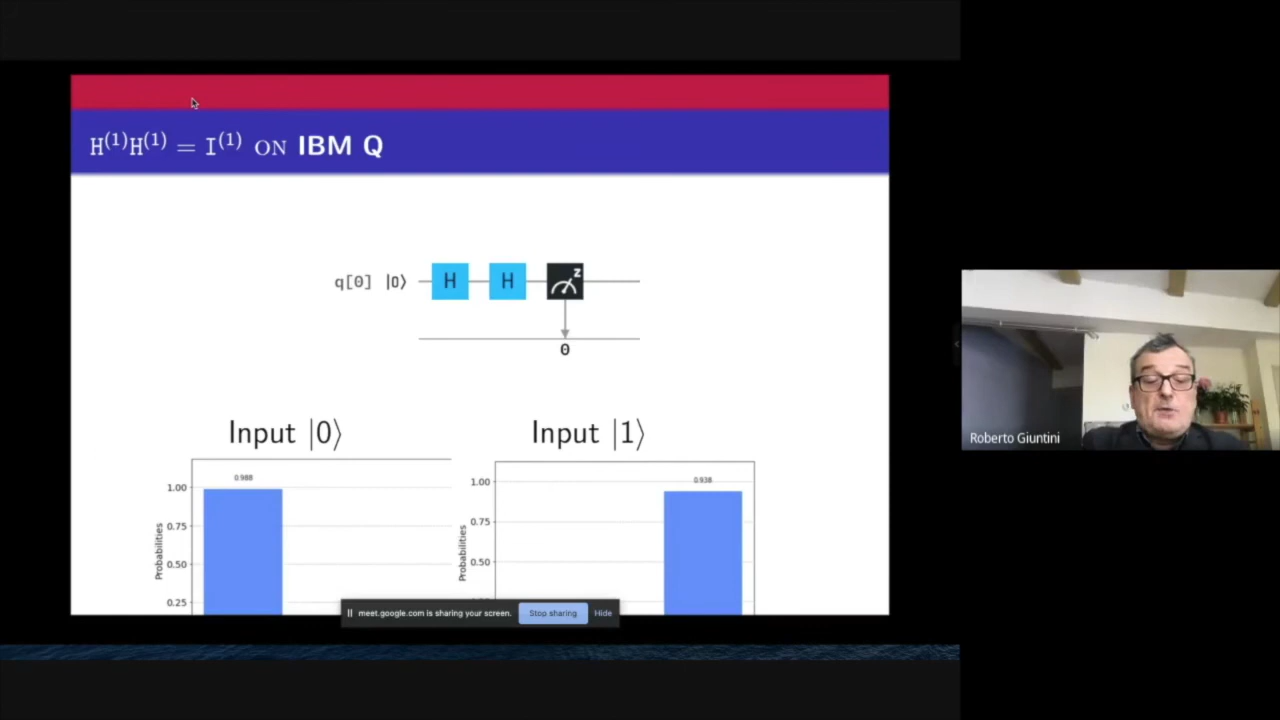 H(1)H(1) = I(1) ON IBM Q
q[0] |0⟩ H H z
0
Input |0⟩
Input |1⟩
0.988
1.00
0.75
0.50
0.25
Probabilities
0.938
1.00
0.75
0.50
Probabilities
meet.google.com is sharing your screen. Stop sharing Hide
Roberto Giuntini